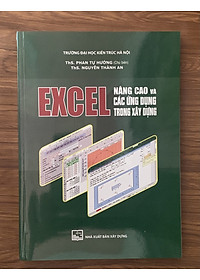 TRƯỜNG ĐẠI HỌC KIẾN TRÚC HÀ NỘI
ThS. PHAN TỰ HƯỚNG (Chủ biên)
ThS. NGUYỄN THÀNH AN
EXCEL
NÂNG CAO VÀ
CÁC ỨNG DỤNG
TRONG XÂY DỰNG
NHÀ XUẤT BẢN XÂY DỰNG